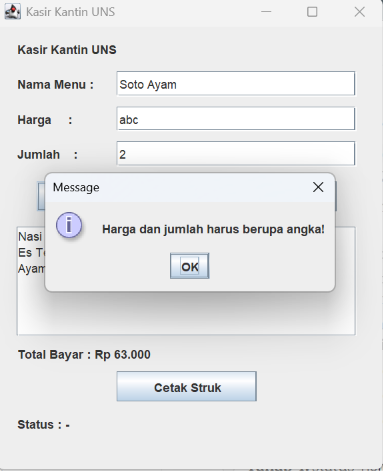 Kasir Kantin UNS
Kasir Kantin UNS
Nama Menu : Soto Ayam
Harga : abc
Jumlah : 2
Message
Harga dan jumlah harus berupa angka!
OK
Nasi
Es
Ayam
Total Bayar : Rp 63.000
Cetak Struk
Status : -